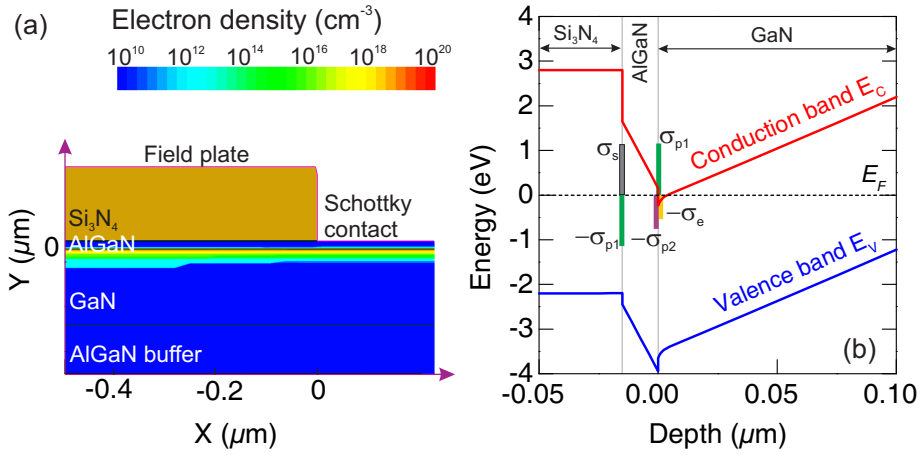 (a)
Electron density (cm⁻³)
10¹⁰ 10¹² 10¹⁴ 10¹⁶ 10¹⁸ 10²⁰
Field plate
Schottky
contact
Si₃N₄
AlGaN
GaN
AlGaN buffer
Y (µm)
0
-0.4 -0.2 0
X (µm)
Si₃N₄ AlGaN GaN
4
3
2
1
0
-1
-2
-3
-4
Energy (eV)
σₛ
σₚ₁
−σₚ₁
−σₚ₂
−σₑ
Conduction band E_C
E_F
Valence band E_V
(b)
-0.05 0.00 0.05 0.10
Depth (µm)